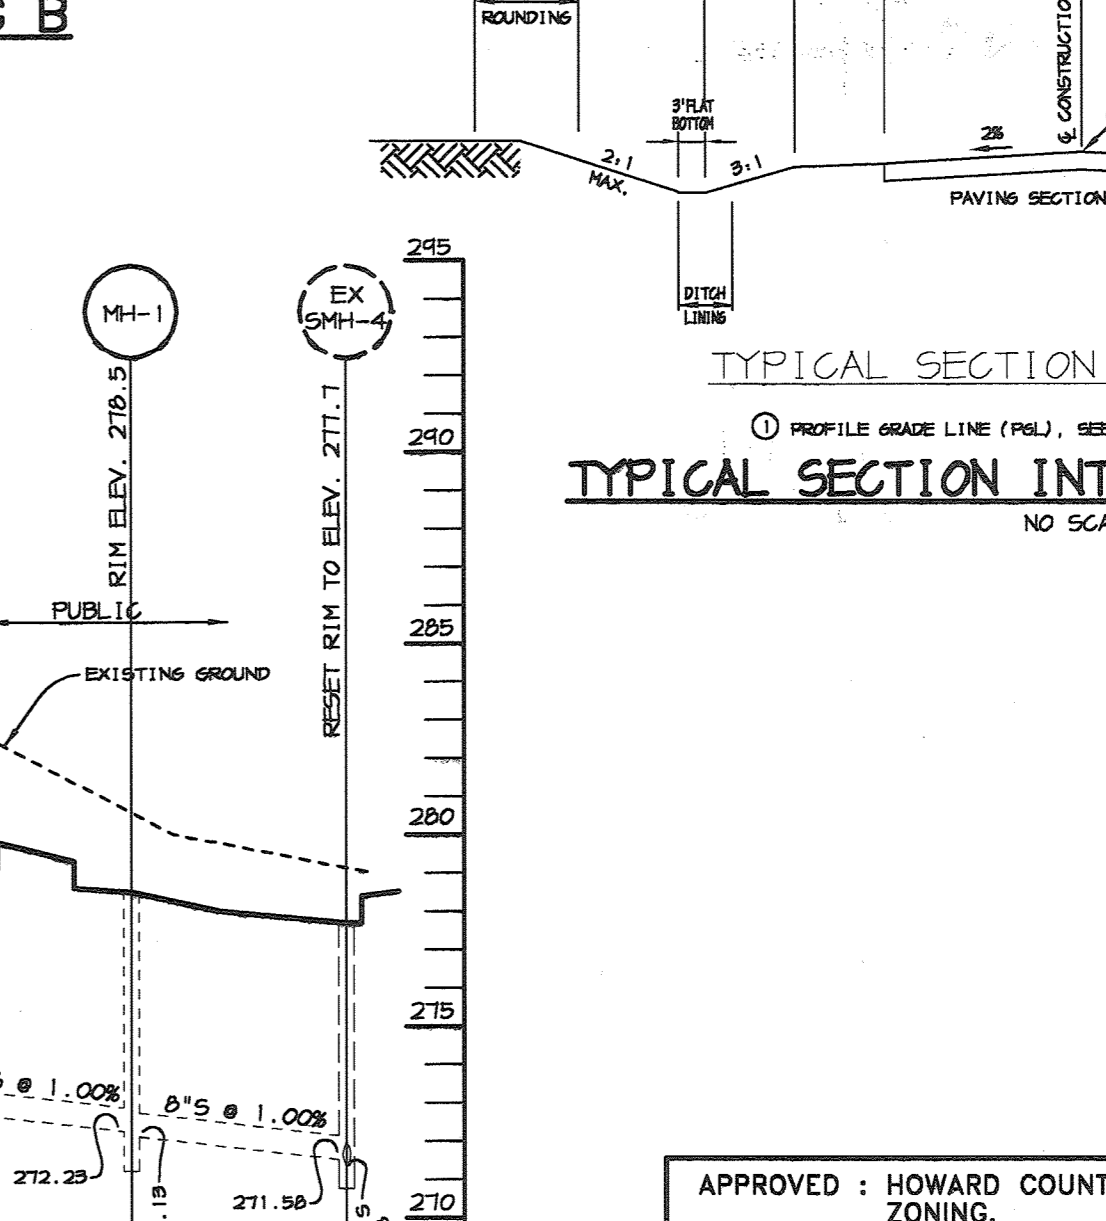 B
ROUNDING
3'FLAT
BOTTOM
℄ CONSTRUCTIO
2%
2:1
MAX.
3:1
PAVING SECTION
DITCH
LINING
TYPICAL SECTION
① PROFILE GRADE LINE (PGL), SEE
TYPICAL SECTION INT
NO SCA
MH-1
EX
SMH-4
RIM ELEV. 278.5
RESET RIM TO ELEV. 277.7
295
290
285
280
275
270
PUBLIC
EXISTING GROUND
S @ 1.00%
8"S @ 1.00%
272.23
.13
271.58
APPROVED : HOWARD COUNT
ZONING.